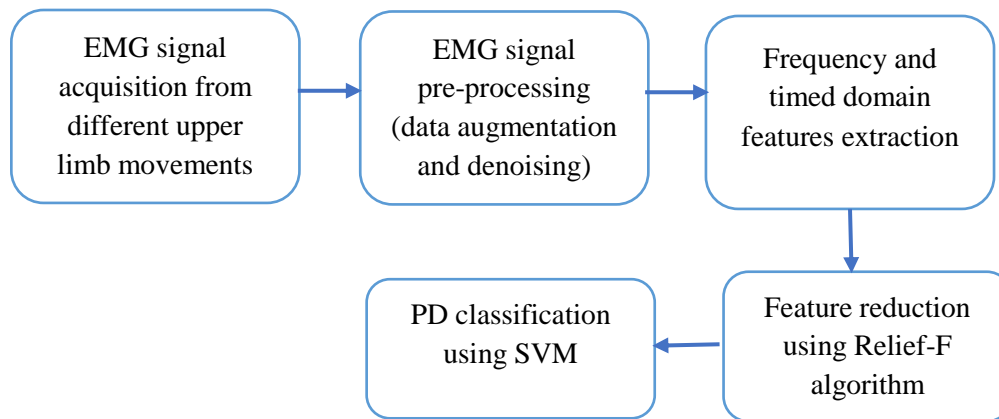 EMG signal
acquisition from
different upper
limb movements
EMG signal
pre-processing
(data augmentation
and denoising)
Frequency and
timed domain
features extraction
Feature reduction
using Relief-F
algorithm
PD classification
using SVM